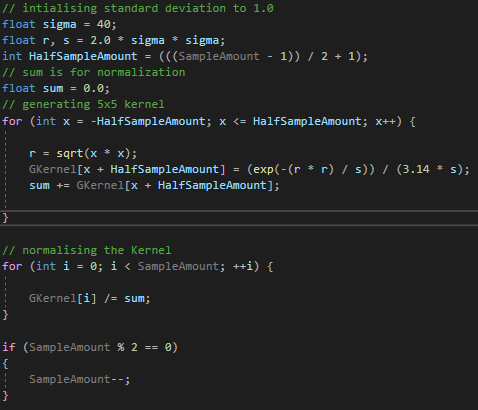 // intialising standard deviation to 1.0
float sigma = 40;
float r, s = 2.0 * sigma * sigma;
int HalfSampleAmount = (((SampleAmount - 1)) / 2 + 1);
// sum is for normalization
float sum = 0.0;
// generating 5x5 kernel
for (int x = -HalfSampleAmount; x <= HalfSampleAmount; x++) {
r = sqrt(x * x);
GKernel[x + HalfSampleAmount] = (exp(-(r * r) / s)) / (3.14 * s);
sum += GKernel[x + HalfSampleAmount];
}
// normalising the Kernel
for (int i = 0; i < SampleAmount; ++i) {
GKernel[i] /= sum;
}
if (SampleAmount % 2 == 0)
{
SampleAmount--;
}